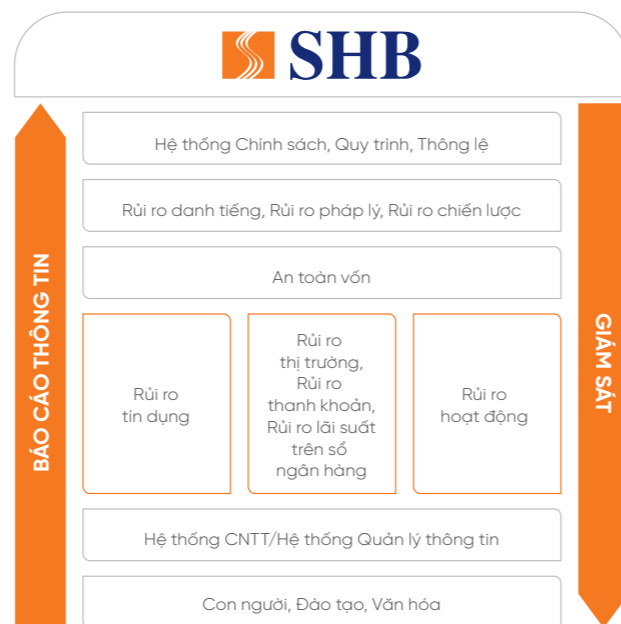 SHB
BÁO CÁO THÔNG TIN
GIÁM SÁT
Hệ thống Chính sách, Quy trình, Thông lệ
Rủi ro danh tiếng, Rủi ro pháp lý, Rủi ro chiến lược
An toàn vốn
Rủi ro
tín dụng
Rủi ro
thị trường,
Rủi ro
thanh khoản,
Rủi ro lãi suất
trên sổ
ngân hàng
Rủi ro
hoạt động
Hệ thống CNTT/Hệ thống Quản lý thông tin
Con người, Đào tạo, Văn hóa